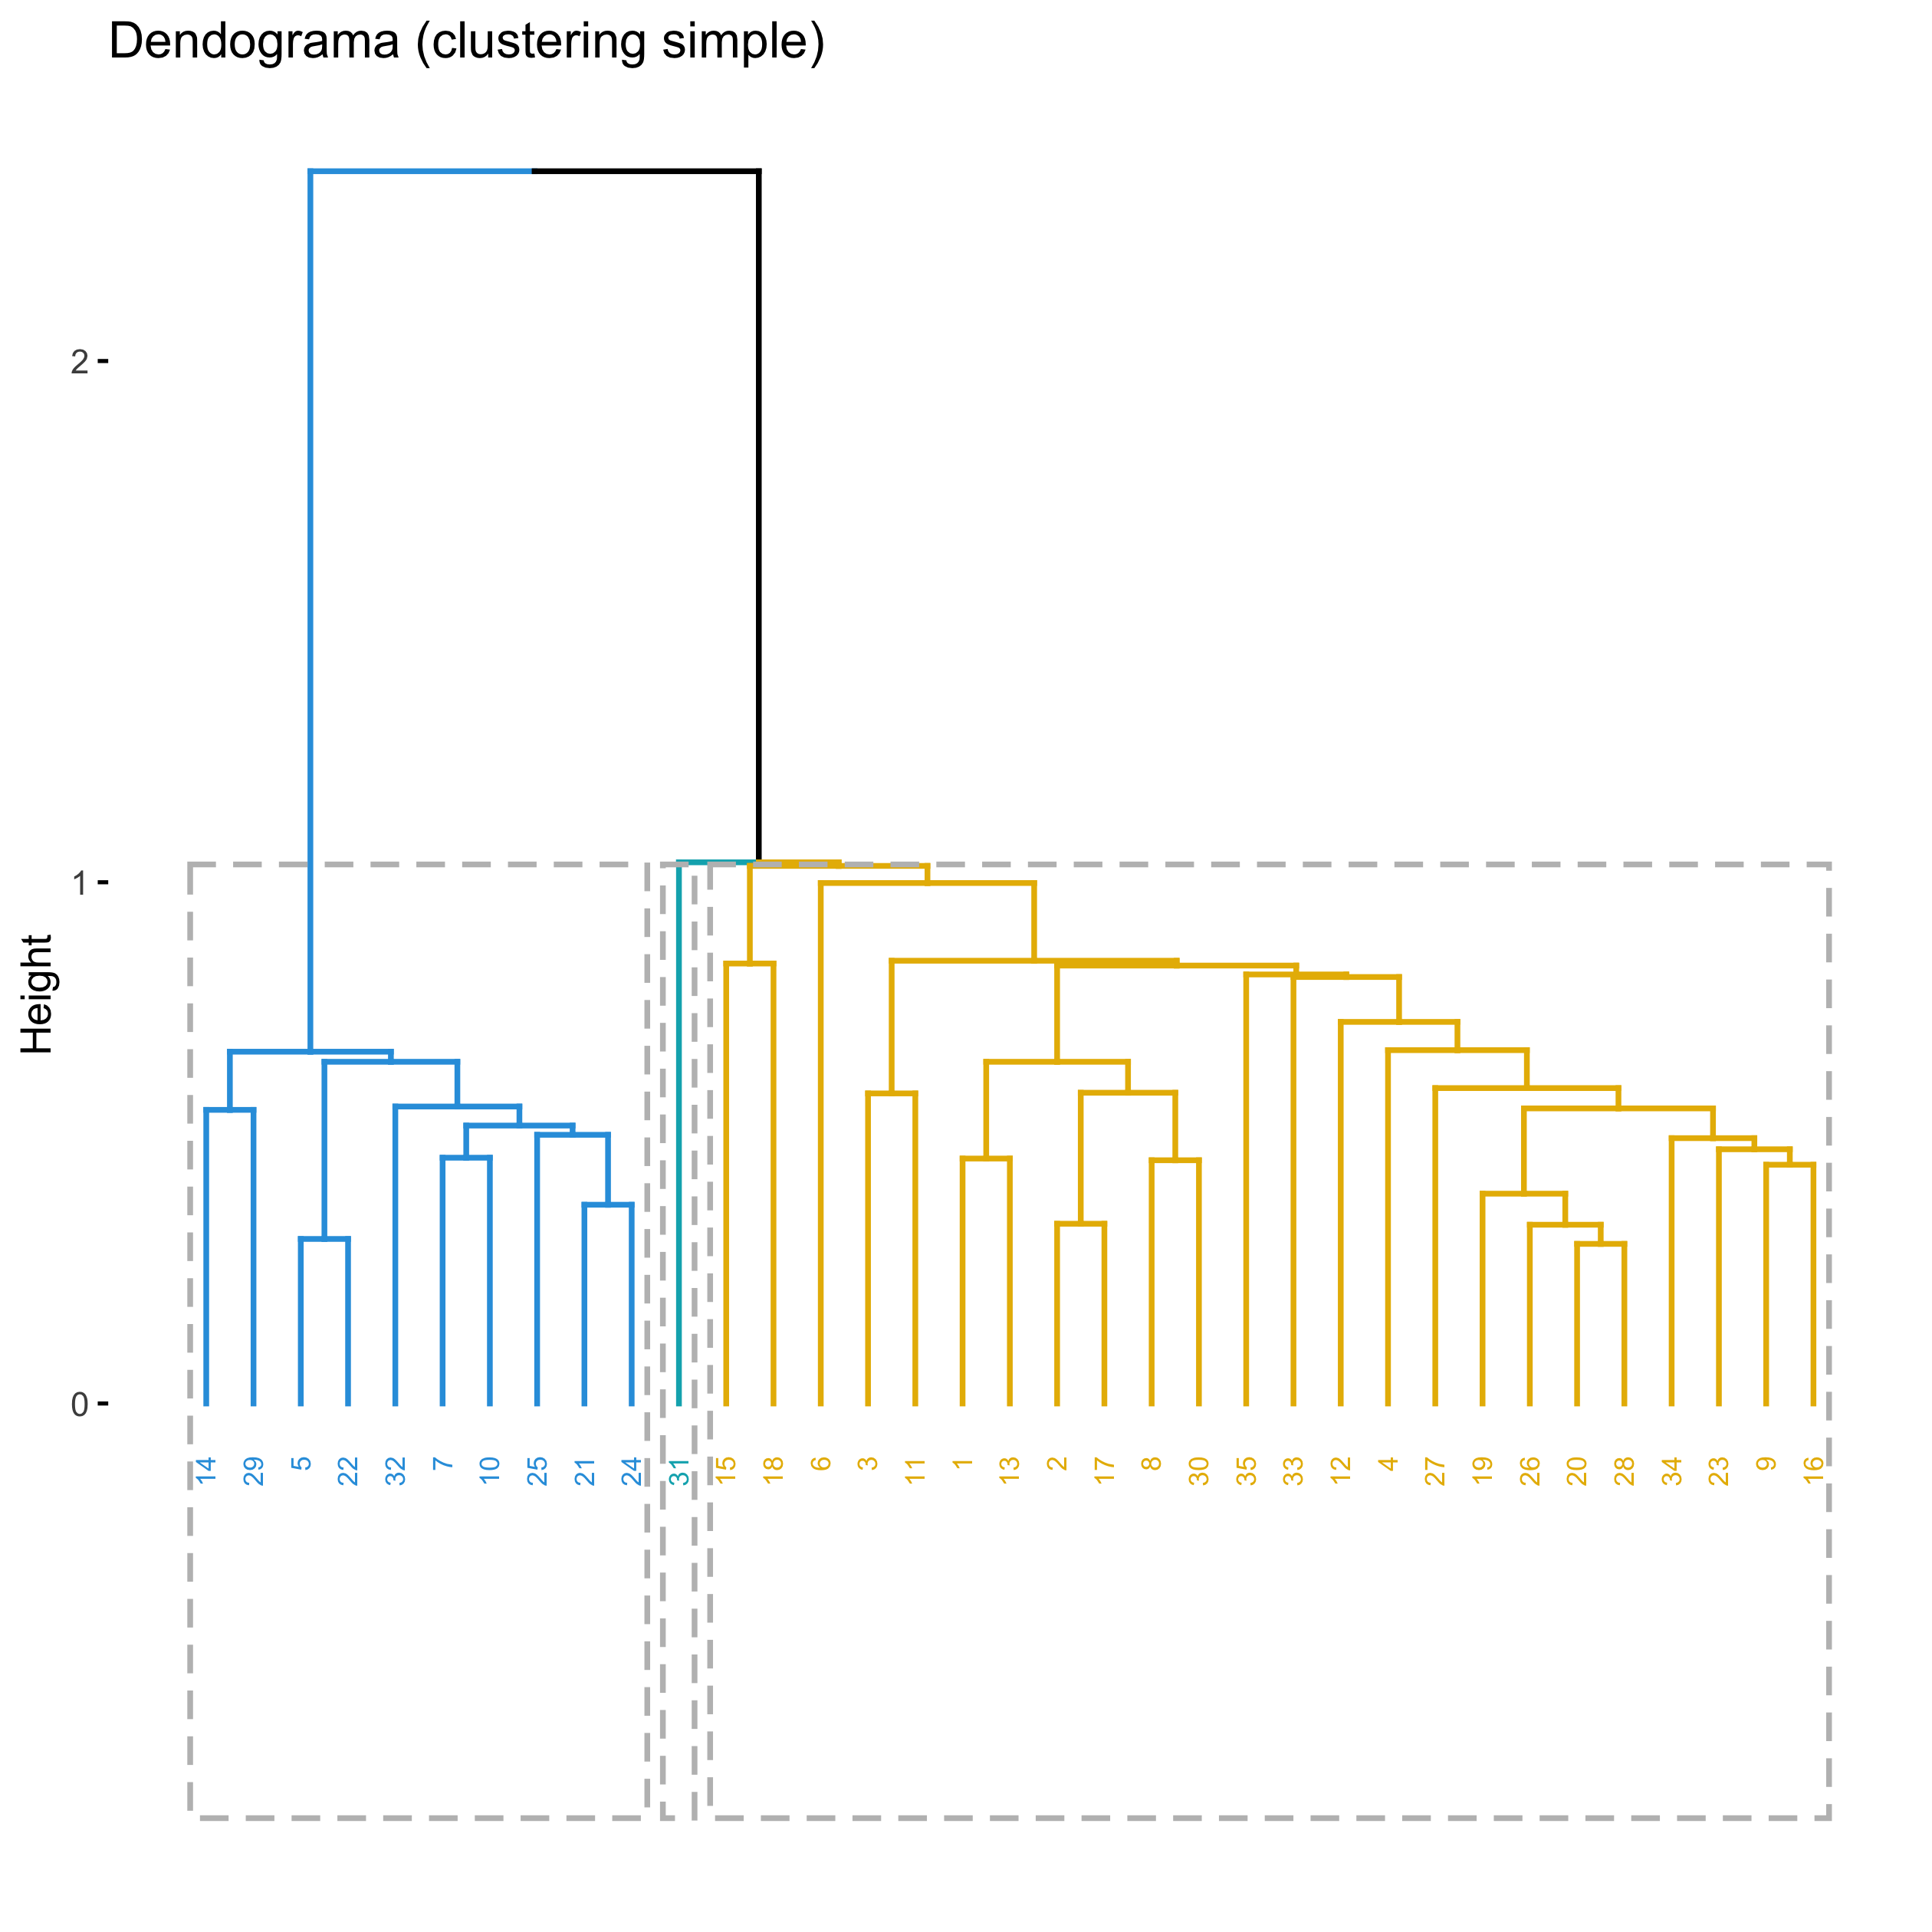 Dendograma (clustering simple)
2
1
0
Height
14 29 5 22 32 7 10 25 21 24 31 15 18 6 3 11 1 13 2 17 8 30 35 33 12 4 27 19 26 20 28 34 23 9 16